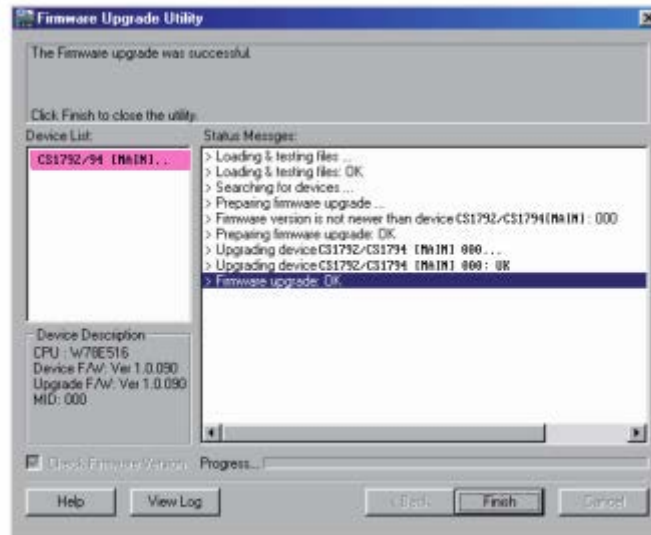 Firmware Upgrade Utility
The Firmware upgrade was successful.
Click Finish to close the utility.
Device List:
CS1792/94 [MAIN]..
Device Description
CPU : W78E516
Device F/W: Ver 1.0.090
Upgrade F/W: Ver 1.0.090
MID: 000
Status Messges:
> Loading & testing files ...
> Loading & testing files: OK
> Searching for devices ...
> Preparing firmware upgrade ...
> Firmware version is not newer than device CS1792/CS1794[MAIN] : 000
> Preparing firmware upgrade: OK
> Upgrading device CS1792/CS1794 [MAIN] 000...
> Upgrading device CS1792/CS1794 [MAIN] 000: OK
> Firmware upgrade: OK
Check Firmware Version
Progress...
Help
View Log
< Back
Finish
Cancel